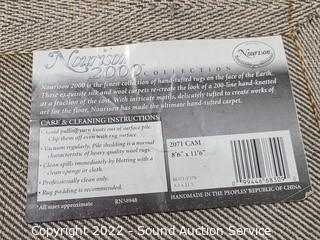 Nourison
2000
COLLECTION
Nourison
Nourison 2000 is the finest collection of hand-tufted rugs on the face of the Earth.
These exquisite silk and wool carpets re-create the look of a 200-line hand-knotted
at a fraction of the cost. With intricate motifs, delicately tufted to create works of
art for the floor, Nourison has made the ultimate hand-tufted carpet.
CARE & CLEANING INSTRUCTIONS
• Avoid pulling yarn knots out of surface pile.
Clip them off even with surface.
• Vacuum regularly. Pile shedding is a normal
characteristic of heavy quality wool rugs.
• Clean spills immediately by blotting with a
clean sponge or cloth.
• Professionally clean only.
• Rug padding is recommended.
*All sizes approximate
2071 CAM
8'6" x 11'6"
HANDMADE IN THE PEOPLES' REPUBLIC OF CHINA
Copyright 2022 - Sound Auction Service